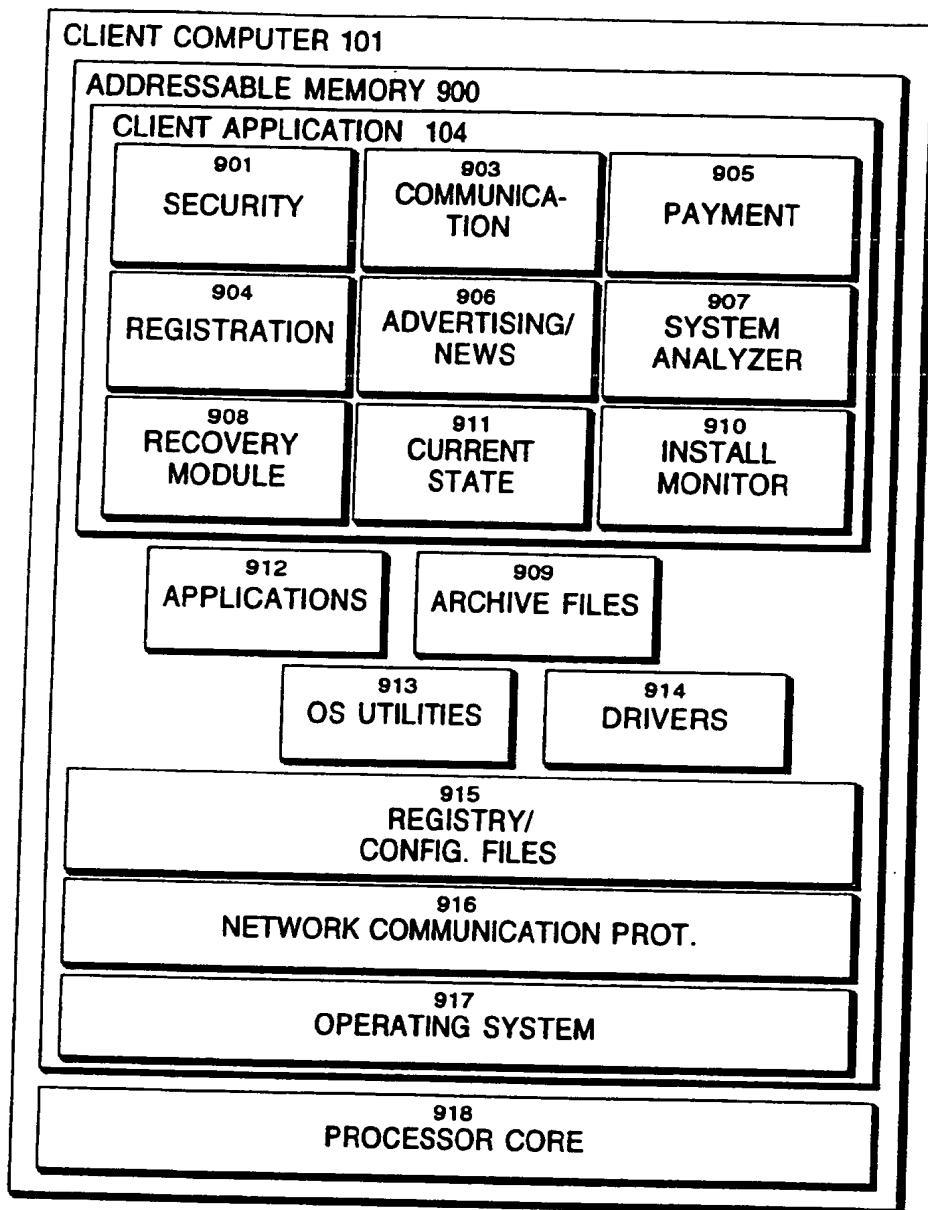 CLIENT COMPUTER 101
ADDRESSABLE MEMORY 900
CLIENT APPLICATION 104
901
SECURITY
903
COMMUNICA-
TION
905
PAYMENT
904
REGISTRATION
906
ADVERTISING/
NEWS
907
SYSTEM
ANALYZER
908
RECOVERY
MODULE
911
CURRENT
STATE
910
INSTALL
MONITOR
912
APPLICATIONS
909
ARCHIVE FILES
913
OS UTILITIES
914
DRIVERS
915
REGISTRY/
CONFIG. FILES
916
NETWORK COMMUNICATION PROT.
917
OPERATING SYSTEM
918
PROCESSOR CORE